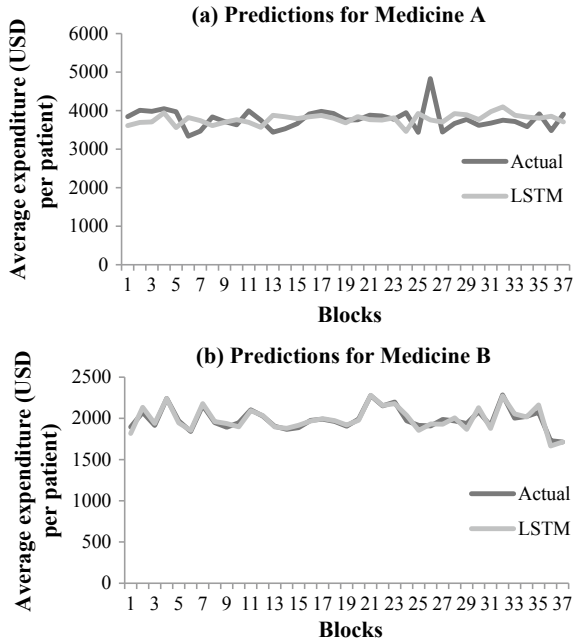 (a) Predictions for Medicine A
Average expenditure (USD
per patient)
6000
5000
4000
3000
2000
1000
0
Actual
LSTM
1 3 5 7 9 11 13 15 17 19 21 23 25 27 29 31 33 35 37
Blocks
(b) Predictions for Medicine B
Average expenditure (USD
per patient)
2500
2000
1500
1000
500
0
Actual
LSTM
1 3 5 7 9 11 13 15 17 19 21 23 25 27 29 31 33 35 37
Blocks